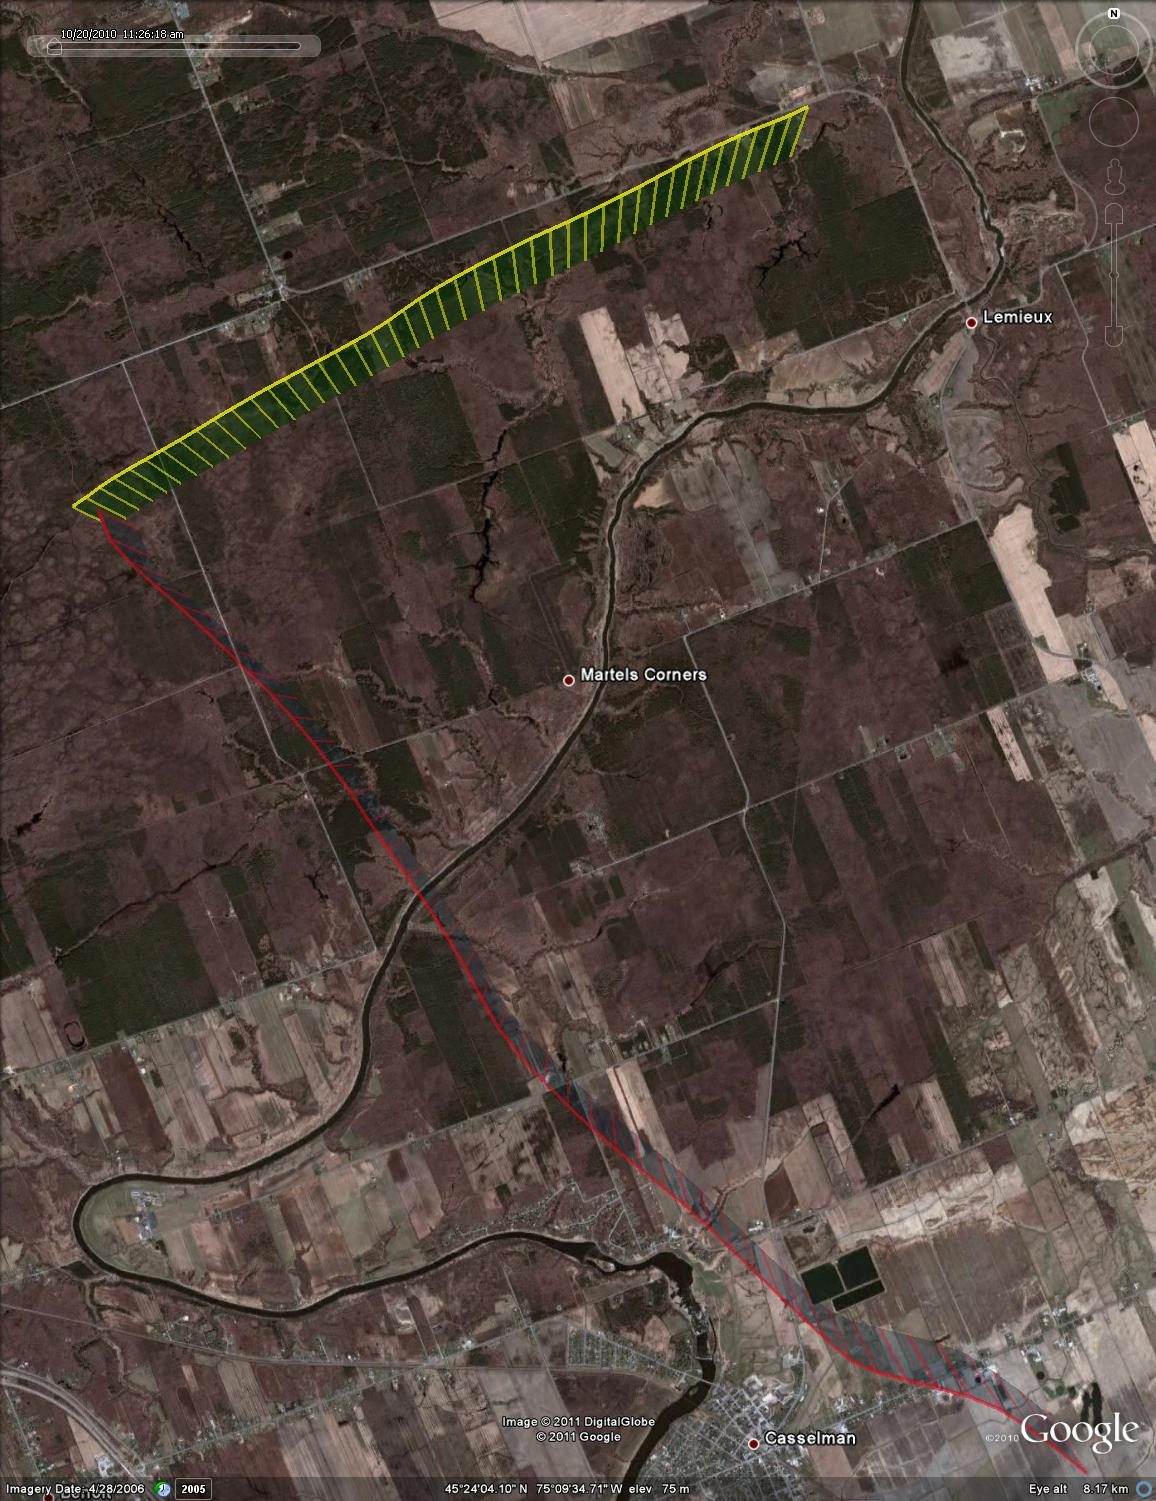 10/20/2010 11:26:18 am
N
Lemieux
Martels Corners
Image © 2011 DigitalGlobe
© 2011 Google
Casselman
©2010 Google
Imagery Date: 4/28/2006 2005 45°24'04.10" N 75°09'34.71" W elev 75 m Eye alt 8.17 km
Benoit